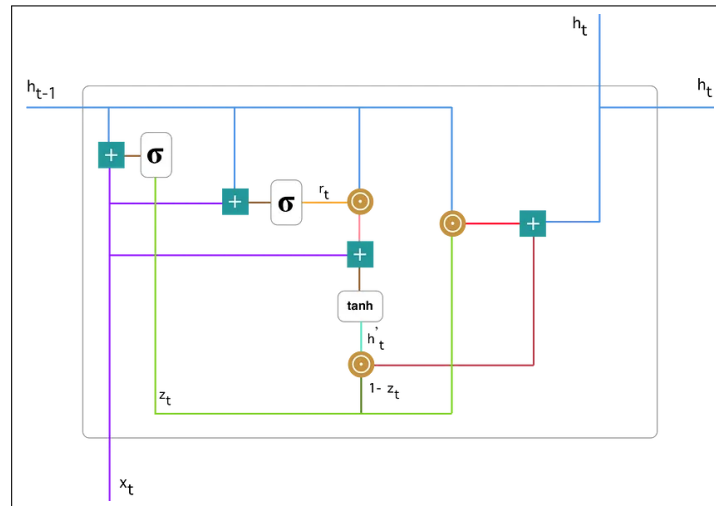 h_t
h_t-1
h_t
+ σ
+ σ r_t
+
+
tanh
h'_t
1- z_t
z_t
x_t